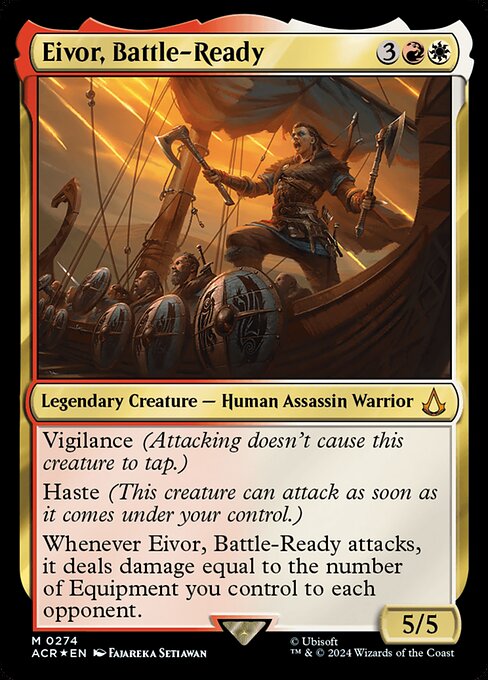 Eivor, Battle-Ready 3
Legendary Creature — Human Assassin Warrior
Vigilance (Attacking doesn't cause this
creature to tap.)
Haste (This creature can attack as soon as
it comes under your control.)
Whenever Eivor, Battle-Ready attacks,
it deals damage equal to the number
of Equipment you control to each
opponent.
5/5
M 0274
ACR★EN Fajareka Setiawan
© Ubisoft
™ & © 2024 Wizards of the Coast